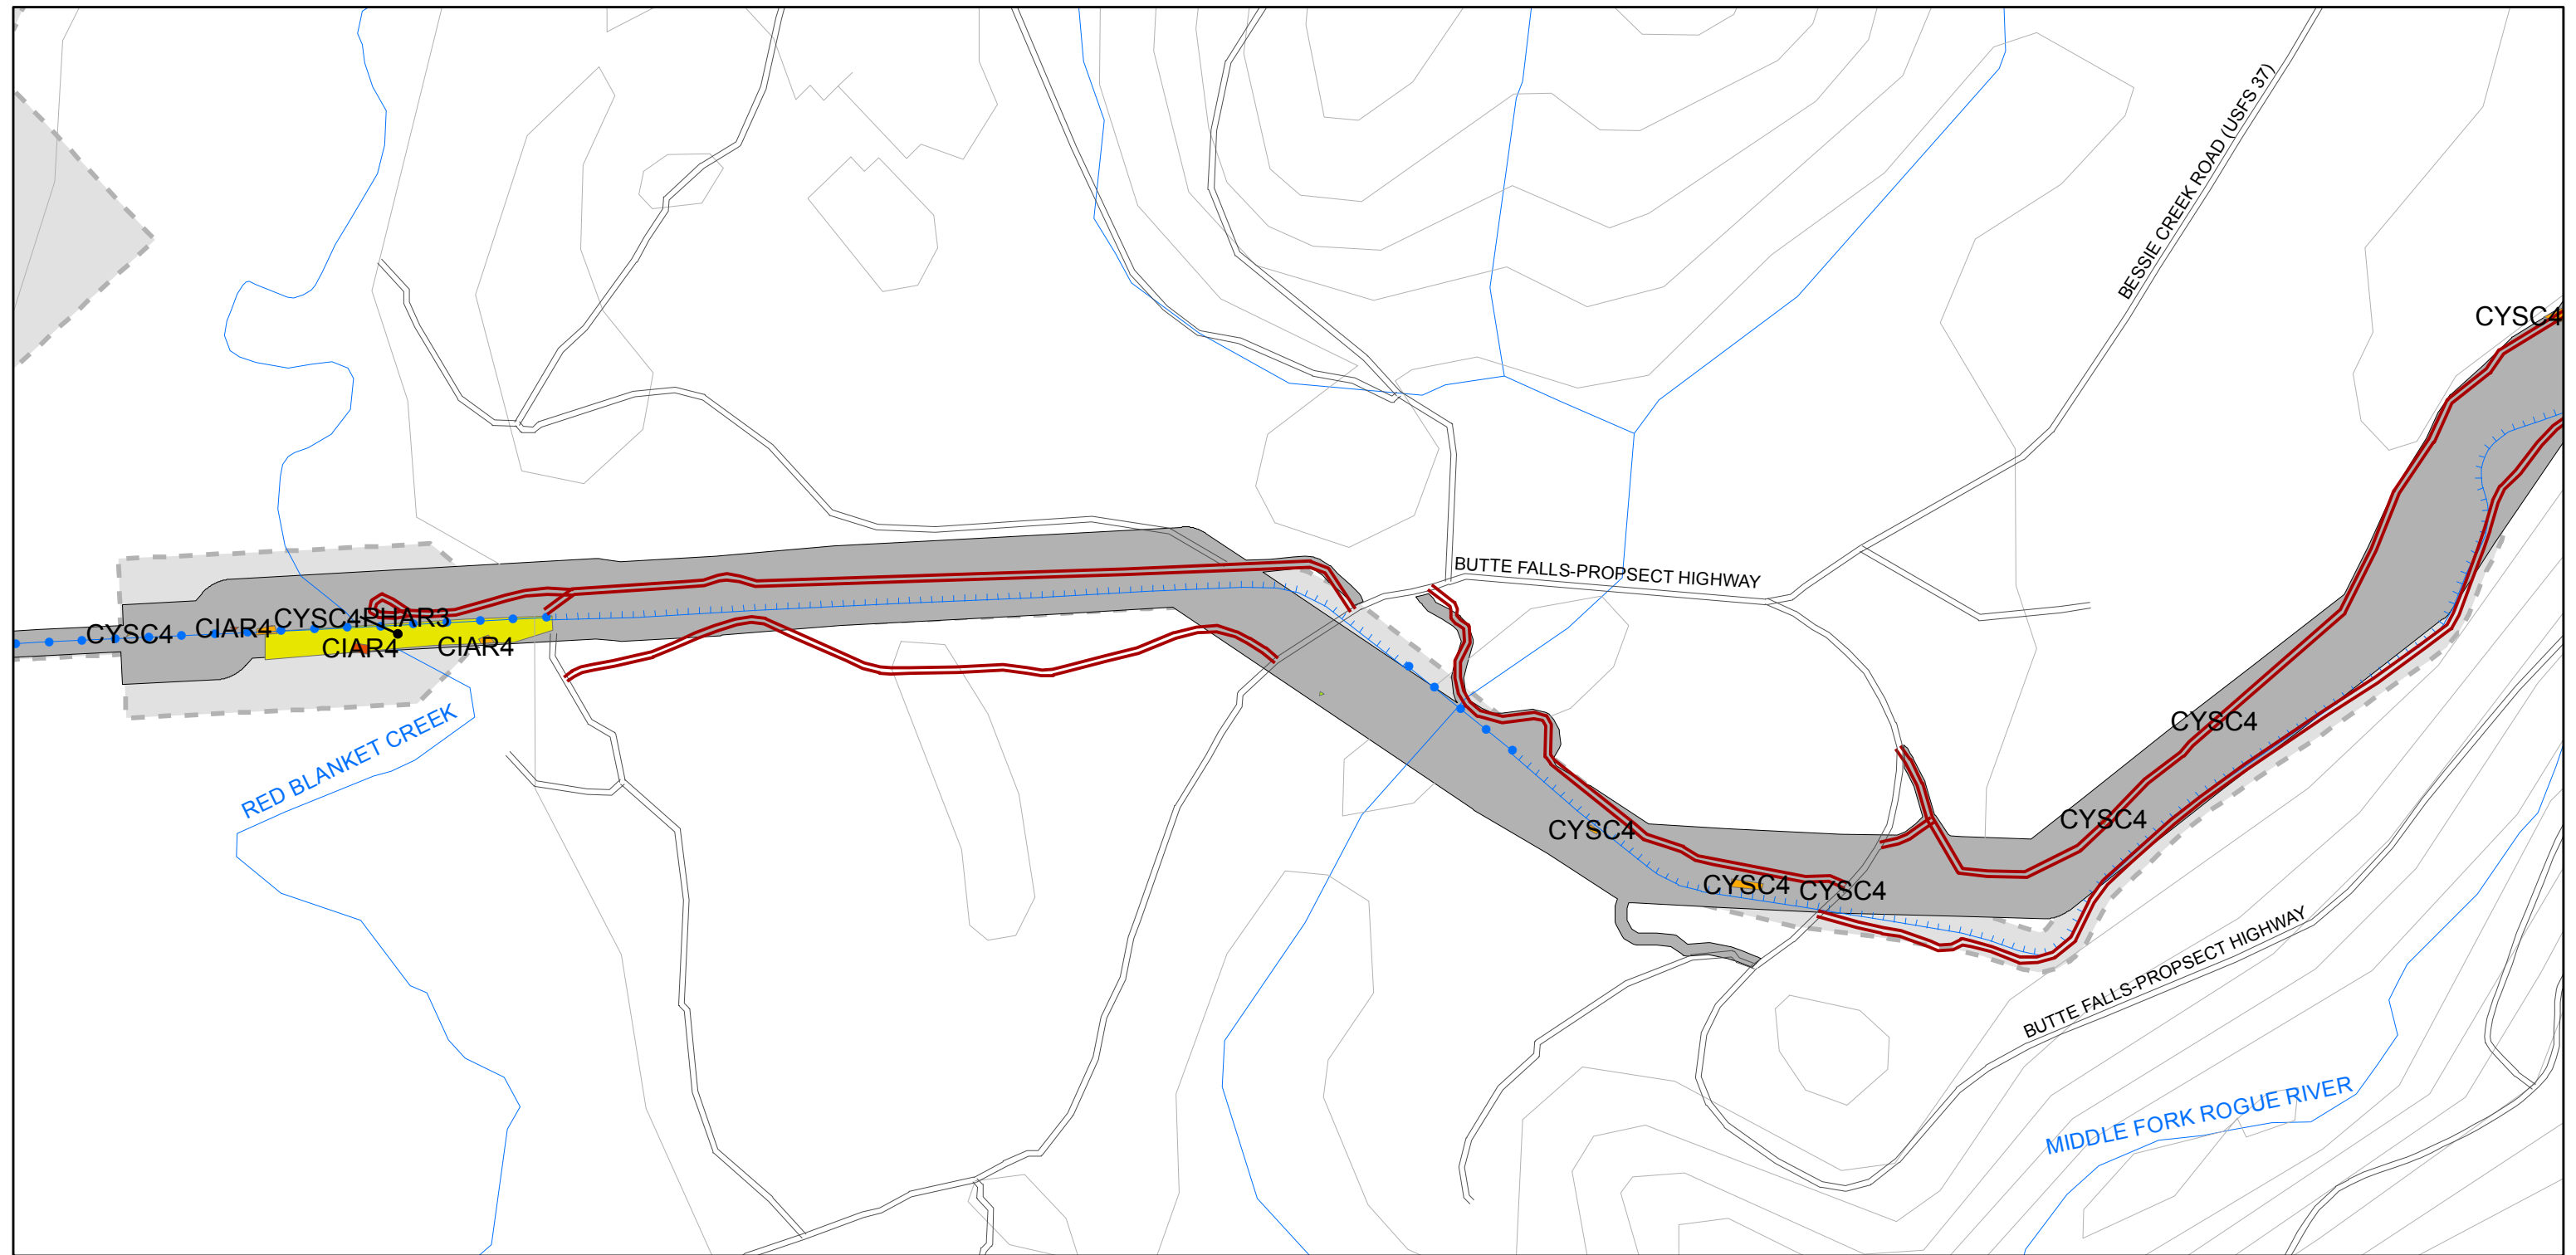 BESSIE CREEK ROAD (USFS 37)
CYSC4
BUTTE FALLS-PROPSECT HIGHWAY
CYSC4
CIAR4
CYSC4
PHAR3
CIAR4
CIAR4
RED BLANKET CREEK
CYSC4
CYSC4
CYSC4
CYSC4
CYSC4
BUTTE FALLS-PROPSECT HIGHWAY
MIDDLE FORK ROGUE RIVER